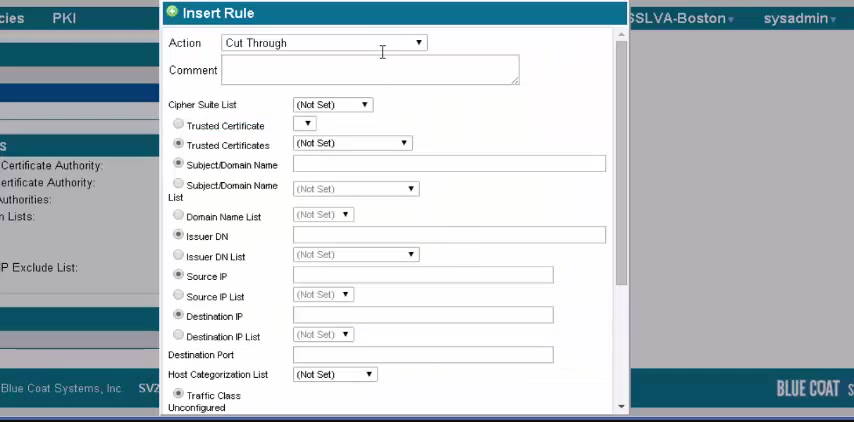 cies PKI
SSLVA-Boston sysadmin
Insert Rule
Action Cut Through
Comment
Cipher Suite List (Not Set)
Trusted Certificate
Trusted Certificates (Not Set)
Subject/Domain Name
Subject/Domain Name
List (Not Set)
Domain Name List (Not Set)
Issuer DN
Issuer DN List (Not Set)
Source IP
Source IP List (Not Set)
Destination IP
Destination IP List (Not Set)
Destination Port
Host Categorization List (Not Set)
Traffic Class
Unconfigured
s
Certificate Authority:
ertificate Authority:
uthorities:
n Lists:
P Exclude List:
Blue Coat Systems, Inc. SV2
BLUE COAT S